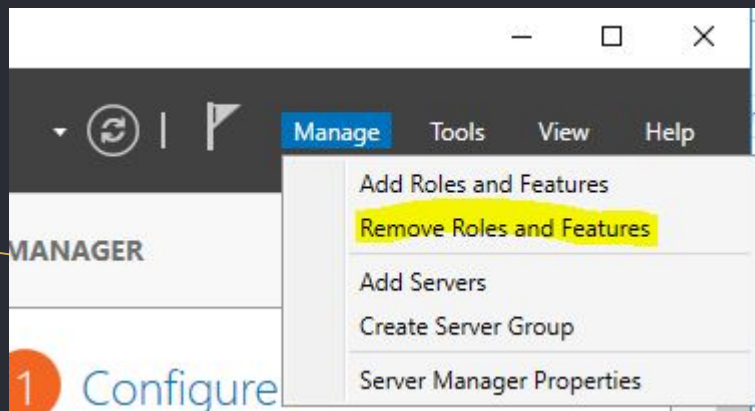 Manage Tools View Help
Add Roles and Features
Remove Roles and Features
MANAGER
Add Servers
Create Server Group
1 Configure
Server Manager Properties